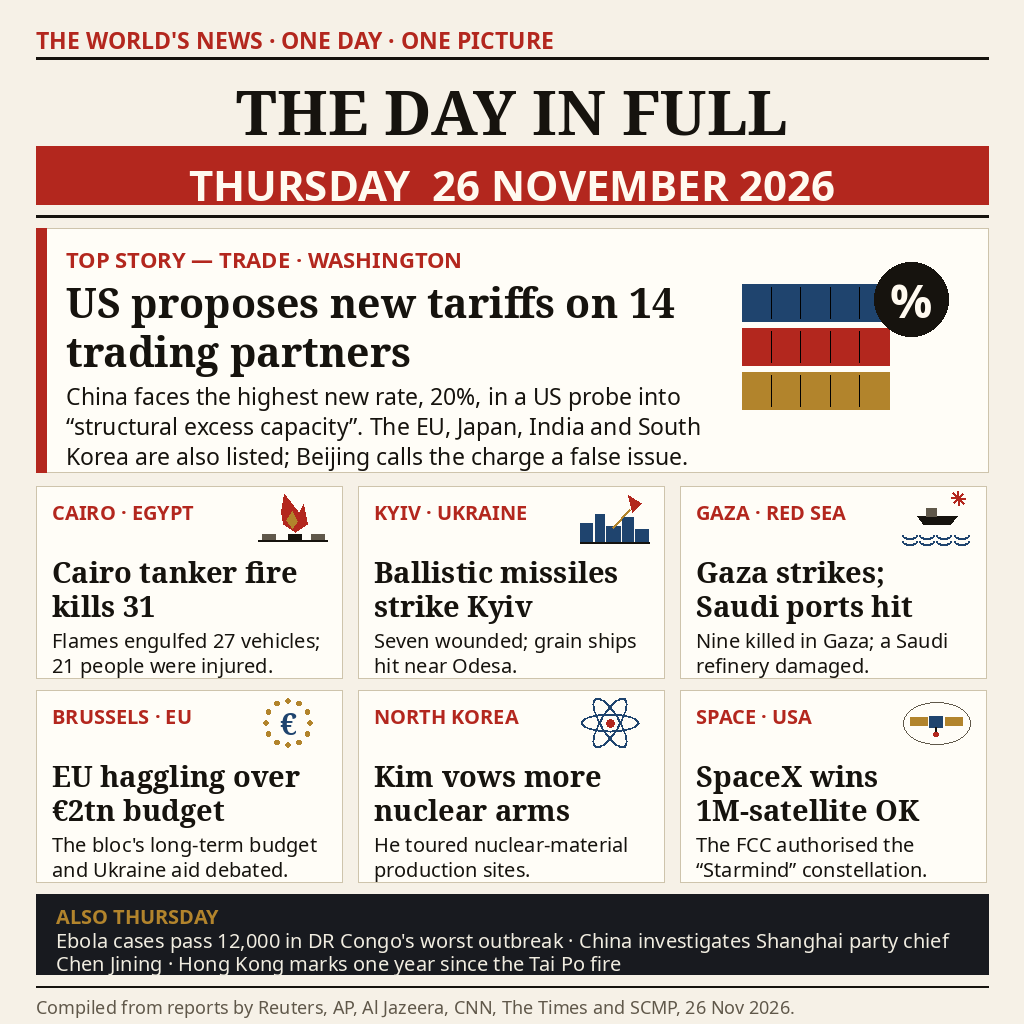 THE WORLD'S NEWS · ONE DAY · ONE PICTURE
THE DAY IN FULL
THURSDAY 26 NOVEMBER 2026
TOP STORY — TRADE · WASHINGTON
US proposes new tariffs on 14
trading partners
China faces the highest new rate, 20%, in a US probe into
“structural excess capacity”. The EU, Japan, India and South
Korea are also listed; Beijing calls the charge a false issue.
%
CAIRO · EGYPT
Cairo tanker fire
kills 31
Flames engulfed 27 vehicles;
21 people were injured.
KYIV · UKRAINE
Ballistic missiles
strike Kyiv
Seven wounded; grain ships
hit near Odesa.
GAZA · RED SEA
Gaza strikes;
Saudi ports hit
Nine killed in Gaza; a Saudi
refinery damaged.
BRUSSELS · EU
€
EU haggling over
€2tn budget
The bloc's long-term budget
and Ukraine aid debated.
NORTH KOREA
Kim vows more
nuclear arms
He toured nuclear-material
production sites.
SPACE · USA
SpaceX wins
1M-satellite OK
The FCC authorised the
“Starmind” constellation.
ALSO THURSDAY
Ebola cases pass 12,000 in DR Congo's worst outbreak · China investigates Shanghai party chief
Chen Jining · Hong Kong marks one year since the Tai Po fire
Compiled from reports by Reuters, AP, Al Jazeera, CNN, The Times and SCMP, 26 Nov 2026.